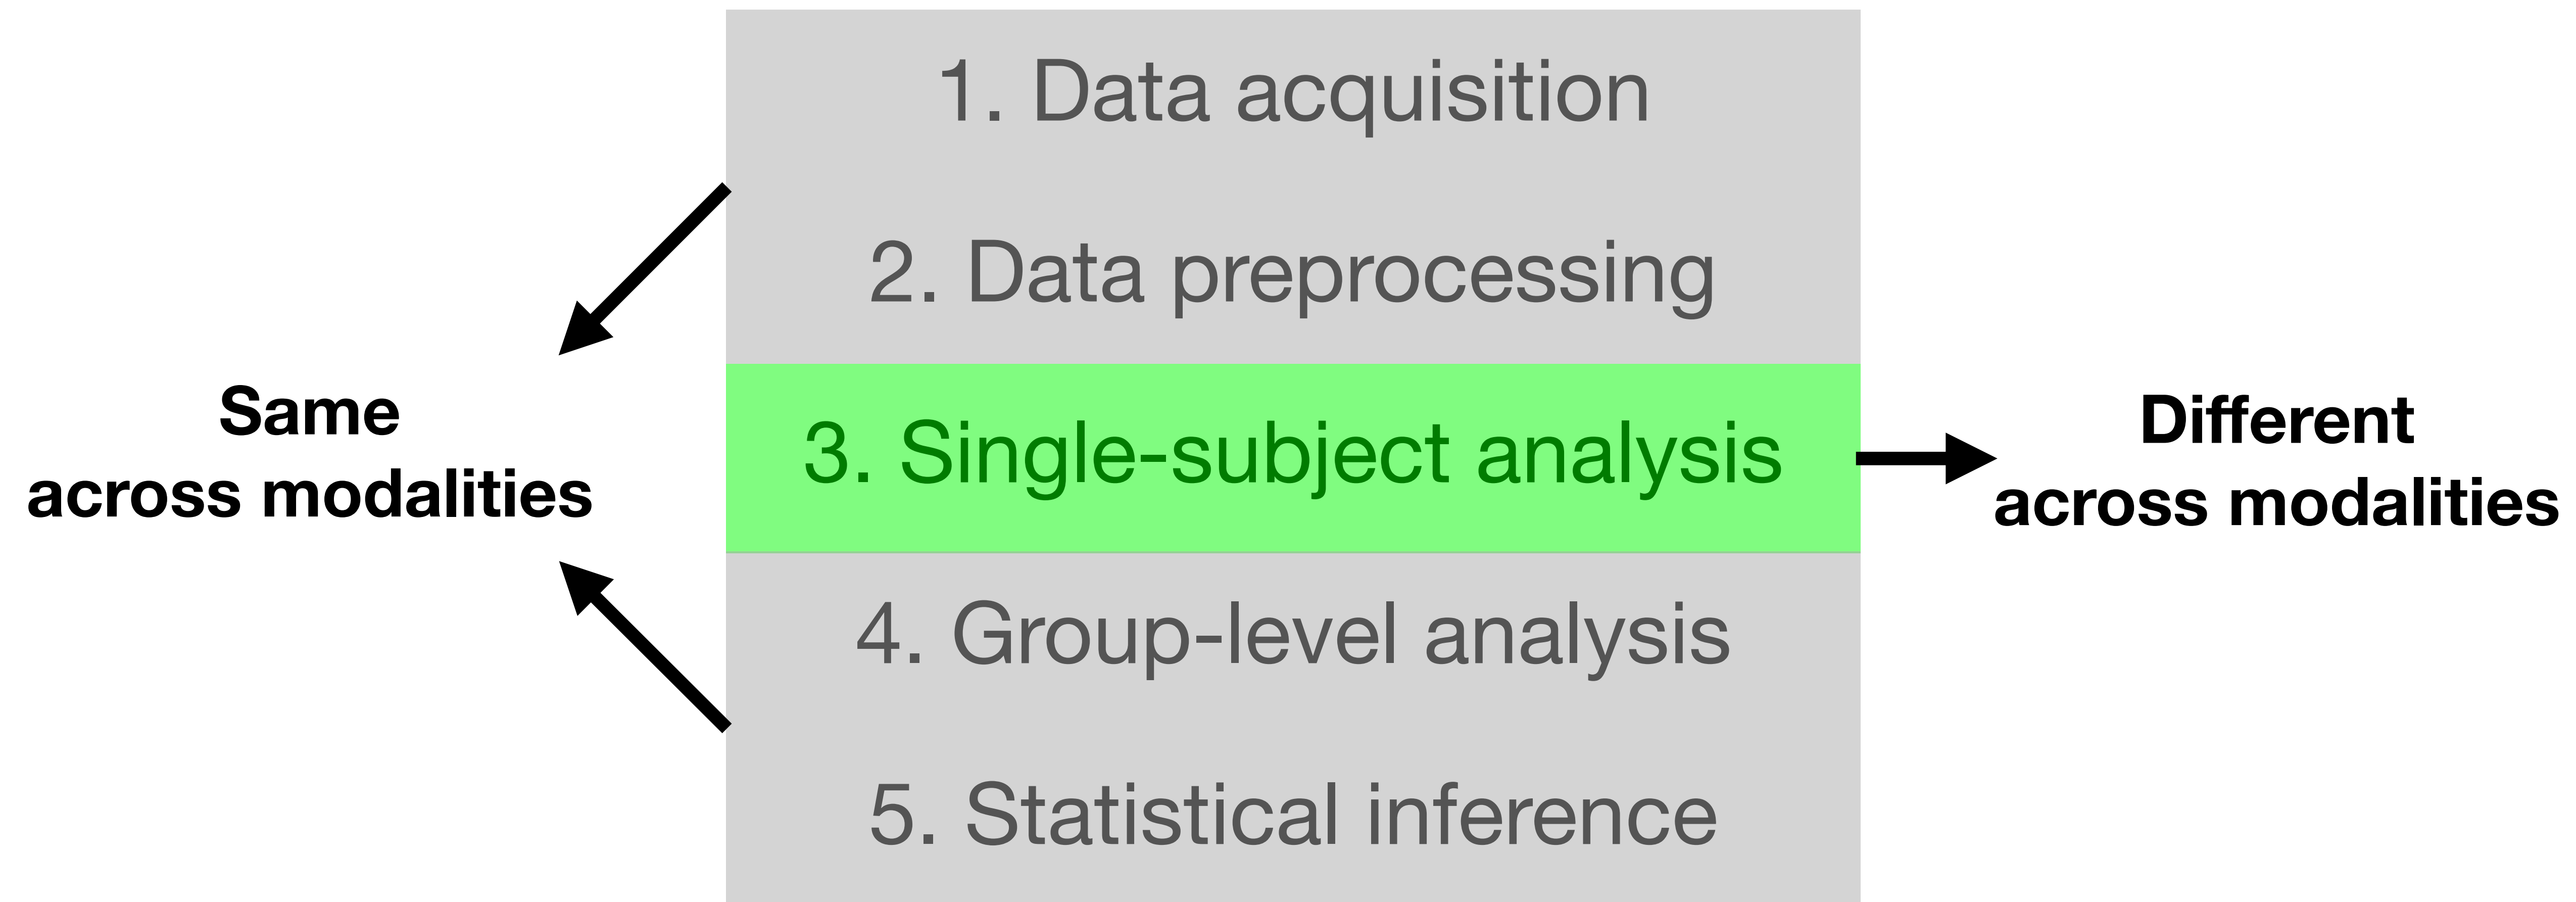 1. Data acquisition
2. Data preprocessing
Same
across modalities
3. Single-subject analysis
Different
across modalities
4. Group-level analysis
5. Statistical inference